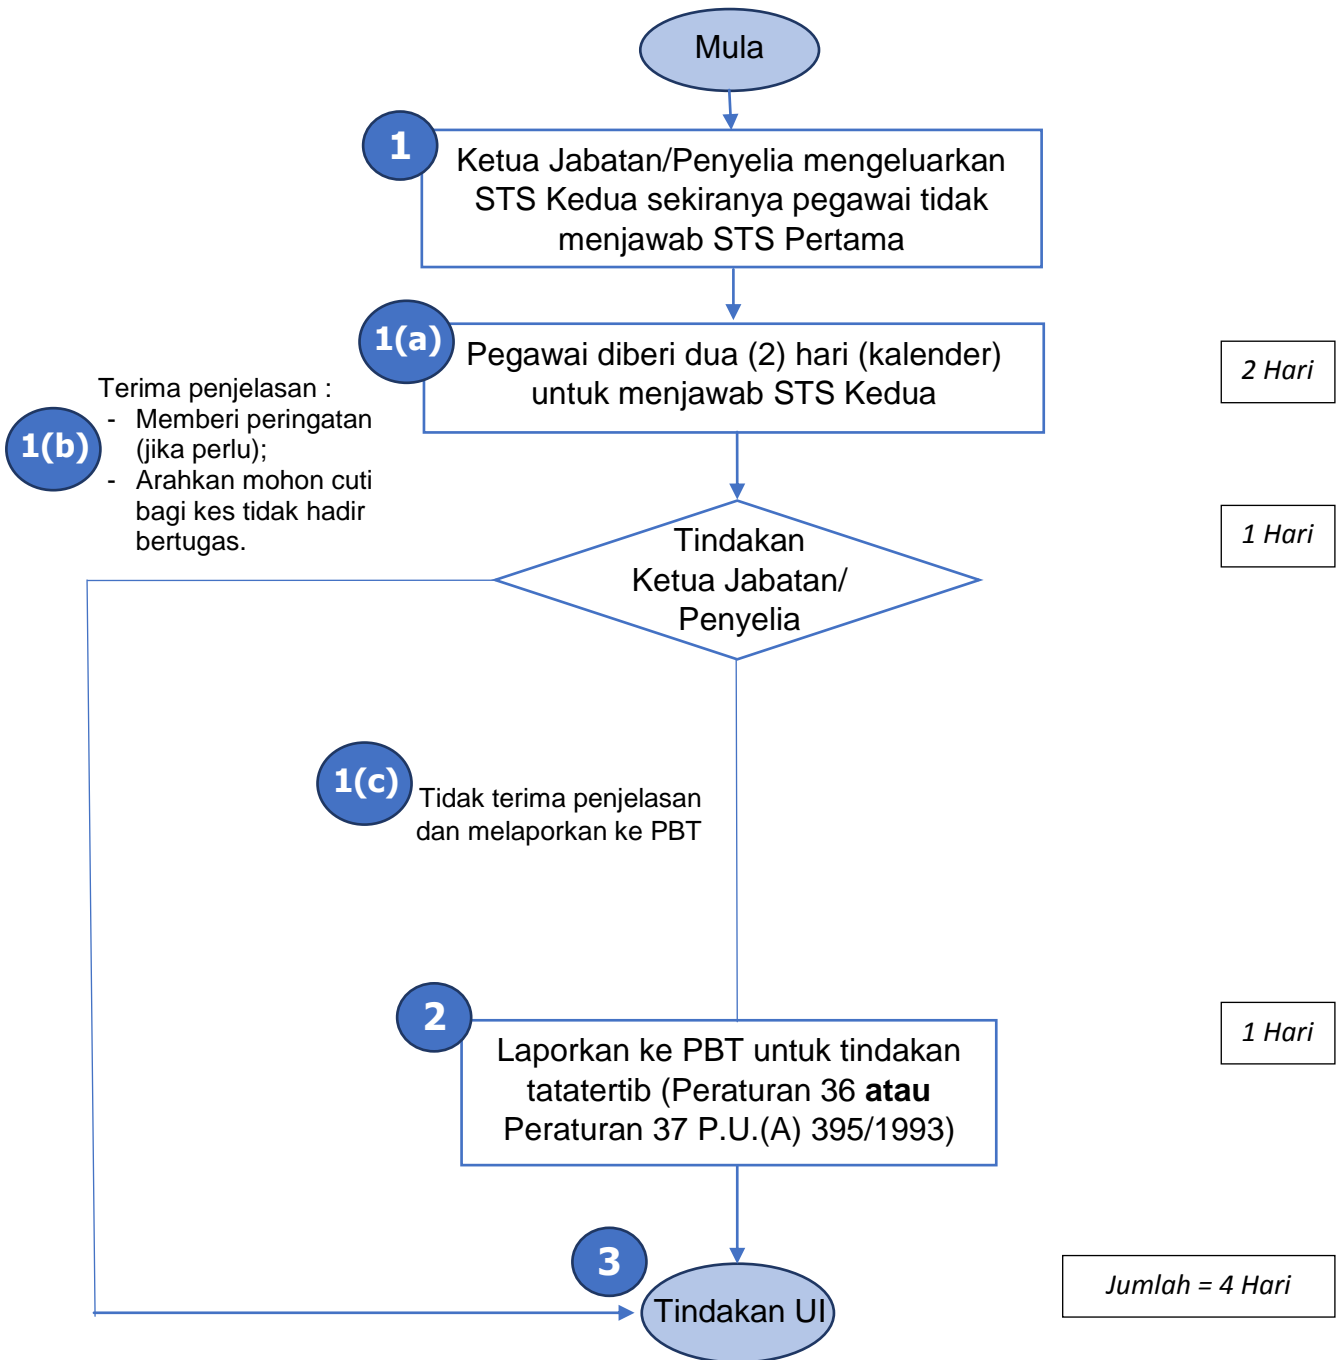 Mula
1
Ketua Jabatan/Penyelia mengeluarkan
STS Kedua sekiranya pegawai tidak
menjawab STS Pertama
1(a)
Pegawai diberi dua (2) hari (kalender)
untuk menjawab STS Kedua
2 Hari
1(b)
Terima penjelasan :
- Memberi peringatan
(jika perlu);
- Arahkan mohon cuti
bagi kes tidak hadir
bertugas.
Tindakan
Ketua Jabatan/
Penyelia
1 Hari
1(c)
Tidak terima penjelasan
dan melaporkan ke PBT
2
Laporkan ke PBT untuk tindakan
tatatertib (Peraturan 36 atau
Peraturan 37 P.U.(A) 395/1993)
1 Hari
3
Tindakan UI
Jumlah = 4 Hari